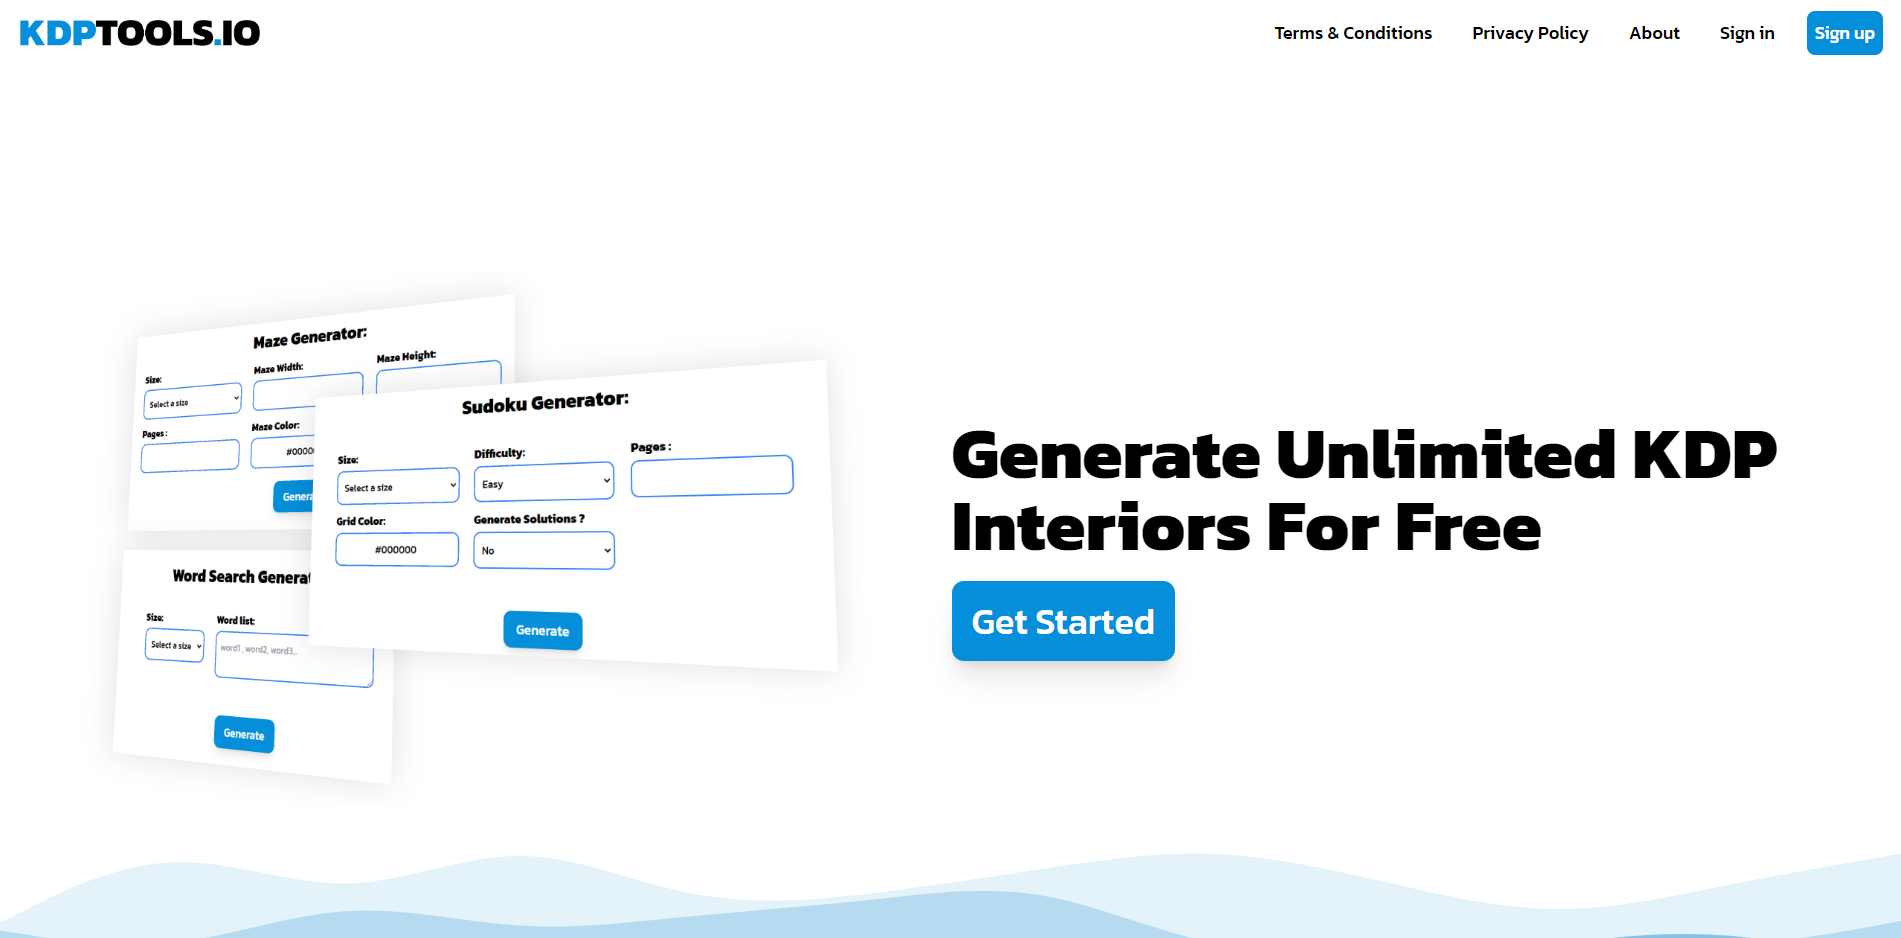 KDPTOOLS.IO
Terms & Conditions
Privacy Policy
About
Sign in
Sign up
Maze Generator:
Size:
Maze Width:
Maze Height:
Select a size
Pages :
Maze Color:
Word Search
Size:
Word list:
Select a size
word1, word2, word3...
Generate
Sudoku Generator:
Size:
Difficulty:
Pages :
Select a size
Easy
Grid Color:
Generate Solutions ?
#000000
No
Generate
Generate Unlimited KDP
Interiors For Free
Get Started